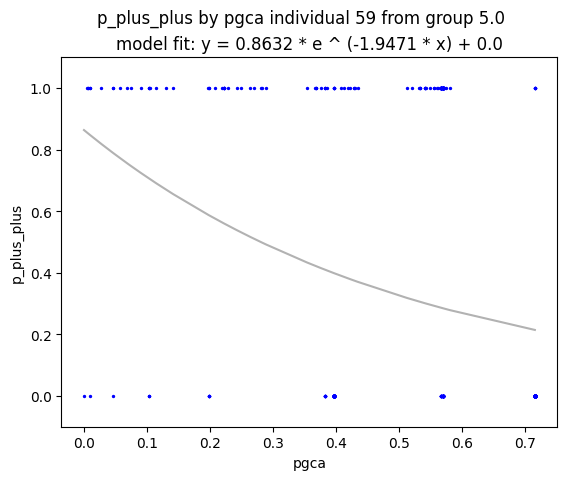 p_plus_plus by pgca individual 59 from group 5.0
model fit: y = 0.8632 * e ^ (-1.9471 * x) + 0.0
1.0
0.8
0.6
0.4
0.2
0.0
p_plus_plus
0.0 0.1 0.2 0.3 0.4 0.5 0.6 0.7
pgca